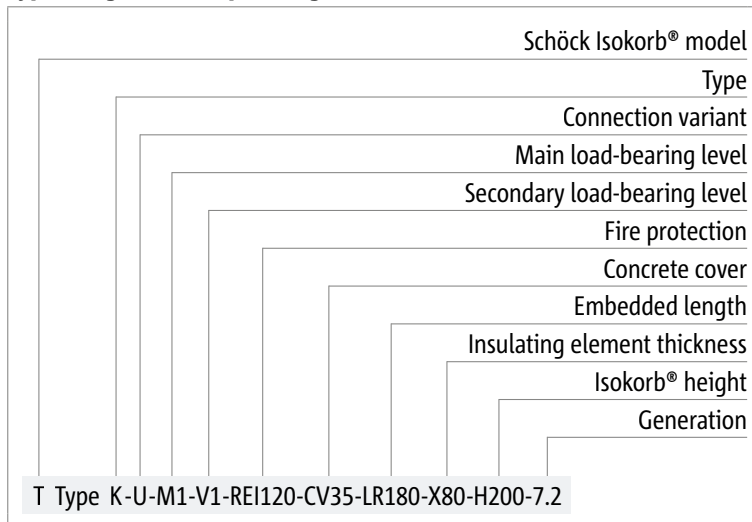 Schöck Isokorb® model
Type
Connection variant
Main load-bearing level
Secondary load-bearing level
Fire protection
Concrete cover
Embedded length
Insulating element thickness
Isokorb® height
Generation
T Type K-U-M1-V1-REI120-CV35-LR180-X80-H200-7.2